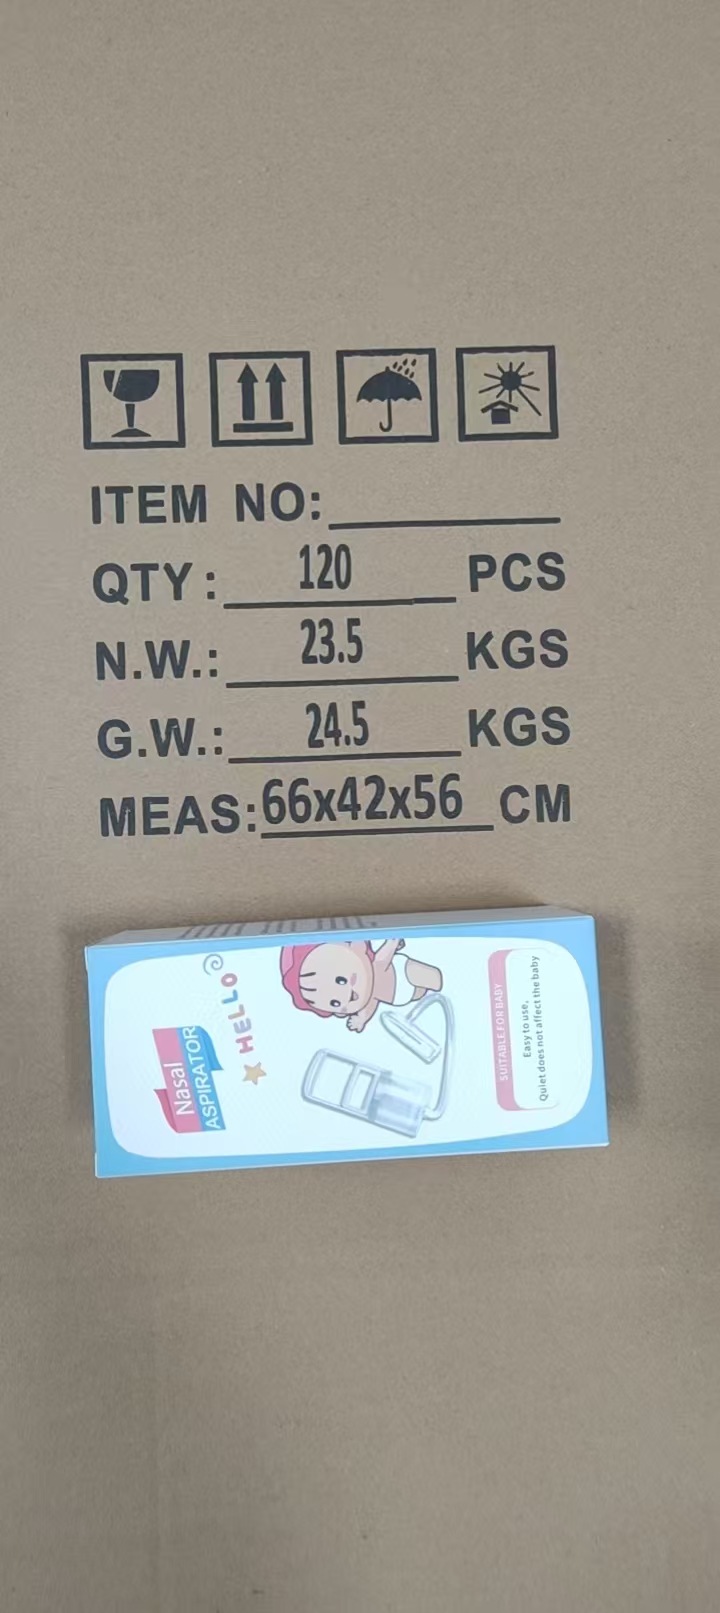 ITEM NO:
QTY: 120 PCS
N.W.: 23.5 KGS
G.W.: 24.5 KGS
MEAS: 66x42x56 CM
Nasal
ASPIRATOR
HELLO
SUITABLE FOR BABY
Easy to use,
Quiet does not affect the baby